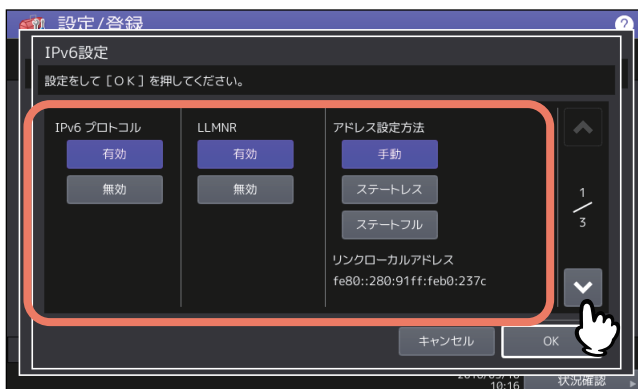 設定/登録
?
IPv6設定
設定をして［OK］を押してください。
IPv6 プロトコル
有効
無効
LLMNR
有効
無効
アドレス設定方法
手動
ステートレス
ステートフル
リンクローカルアドレス
fe80::280:91ff:feb0:237c
1
3
キャンセル
OK
10:16
状況確認